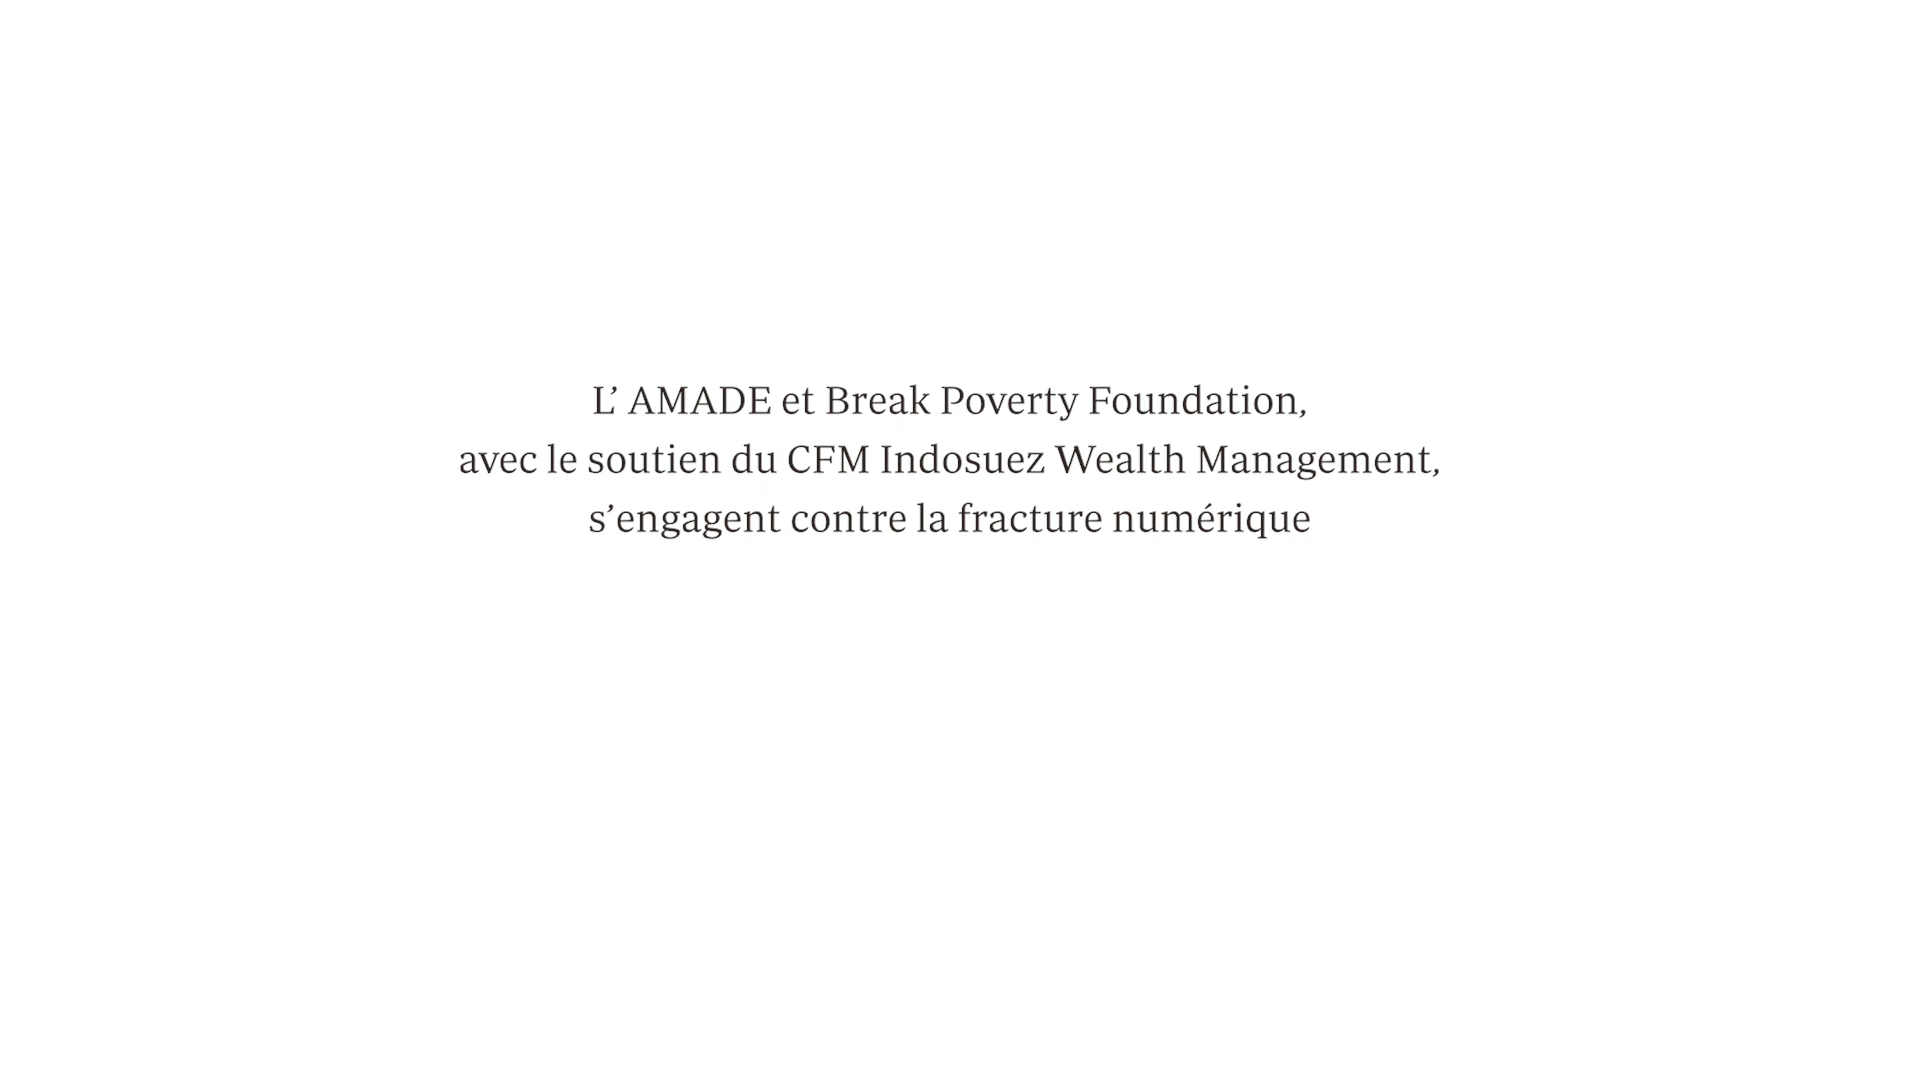 L’ AMADE et Break Poverty Foundation,
avec le soutien du CFM Indosuez Wealth Management,
s’engagent contre la fracture numérique